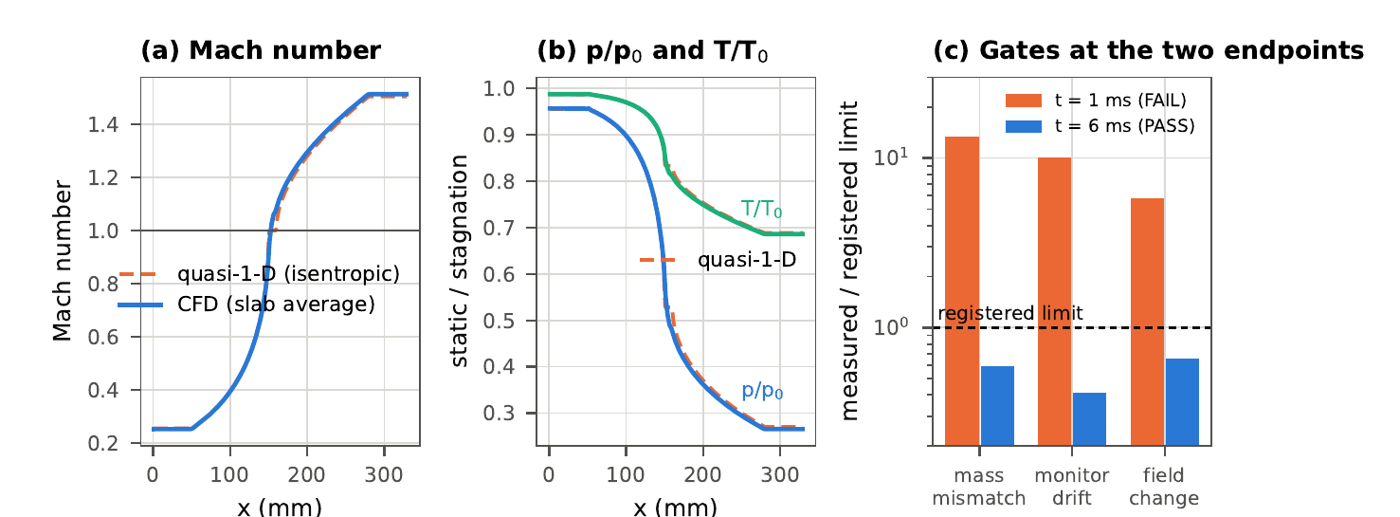 (a) Mach number
Mach number
1.4
1.2
1.0
0.8
0.6
0.4
0.2
quasi-1-D (isentropic)
CFD (slab average)
0 100 200 300
x (mm)
(b) p/p₀ and T/T₀
static / stagnation
1.0
0.9
0.8
0.7
0.6
0.5
0.4
0.3
T/T₀
quasi-1-D
p/p₀
0 100 200 300
x (mm)
(c) Gates at the two endpoints
measured / registered limit
10¹
10⁰
t = 1 ms (FAIL)
t = 6 ms (PASS)
registered limit
mass
mismatch
monitor
drift
field
change